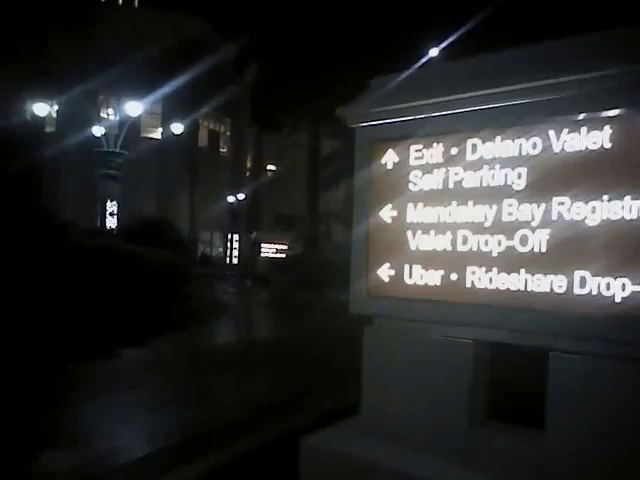 ↑ Exit • Delano Valet
Self Parking
← Mandalay Bay Registr
Valet Drop-Off
← Uber • Rideshare Drop-